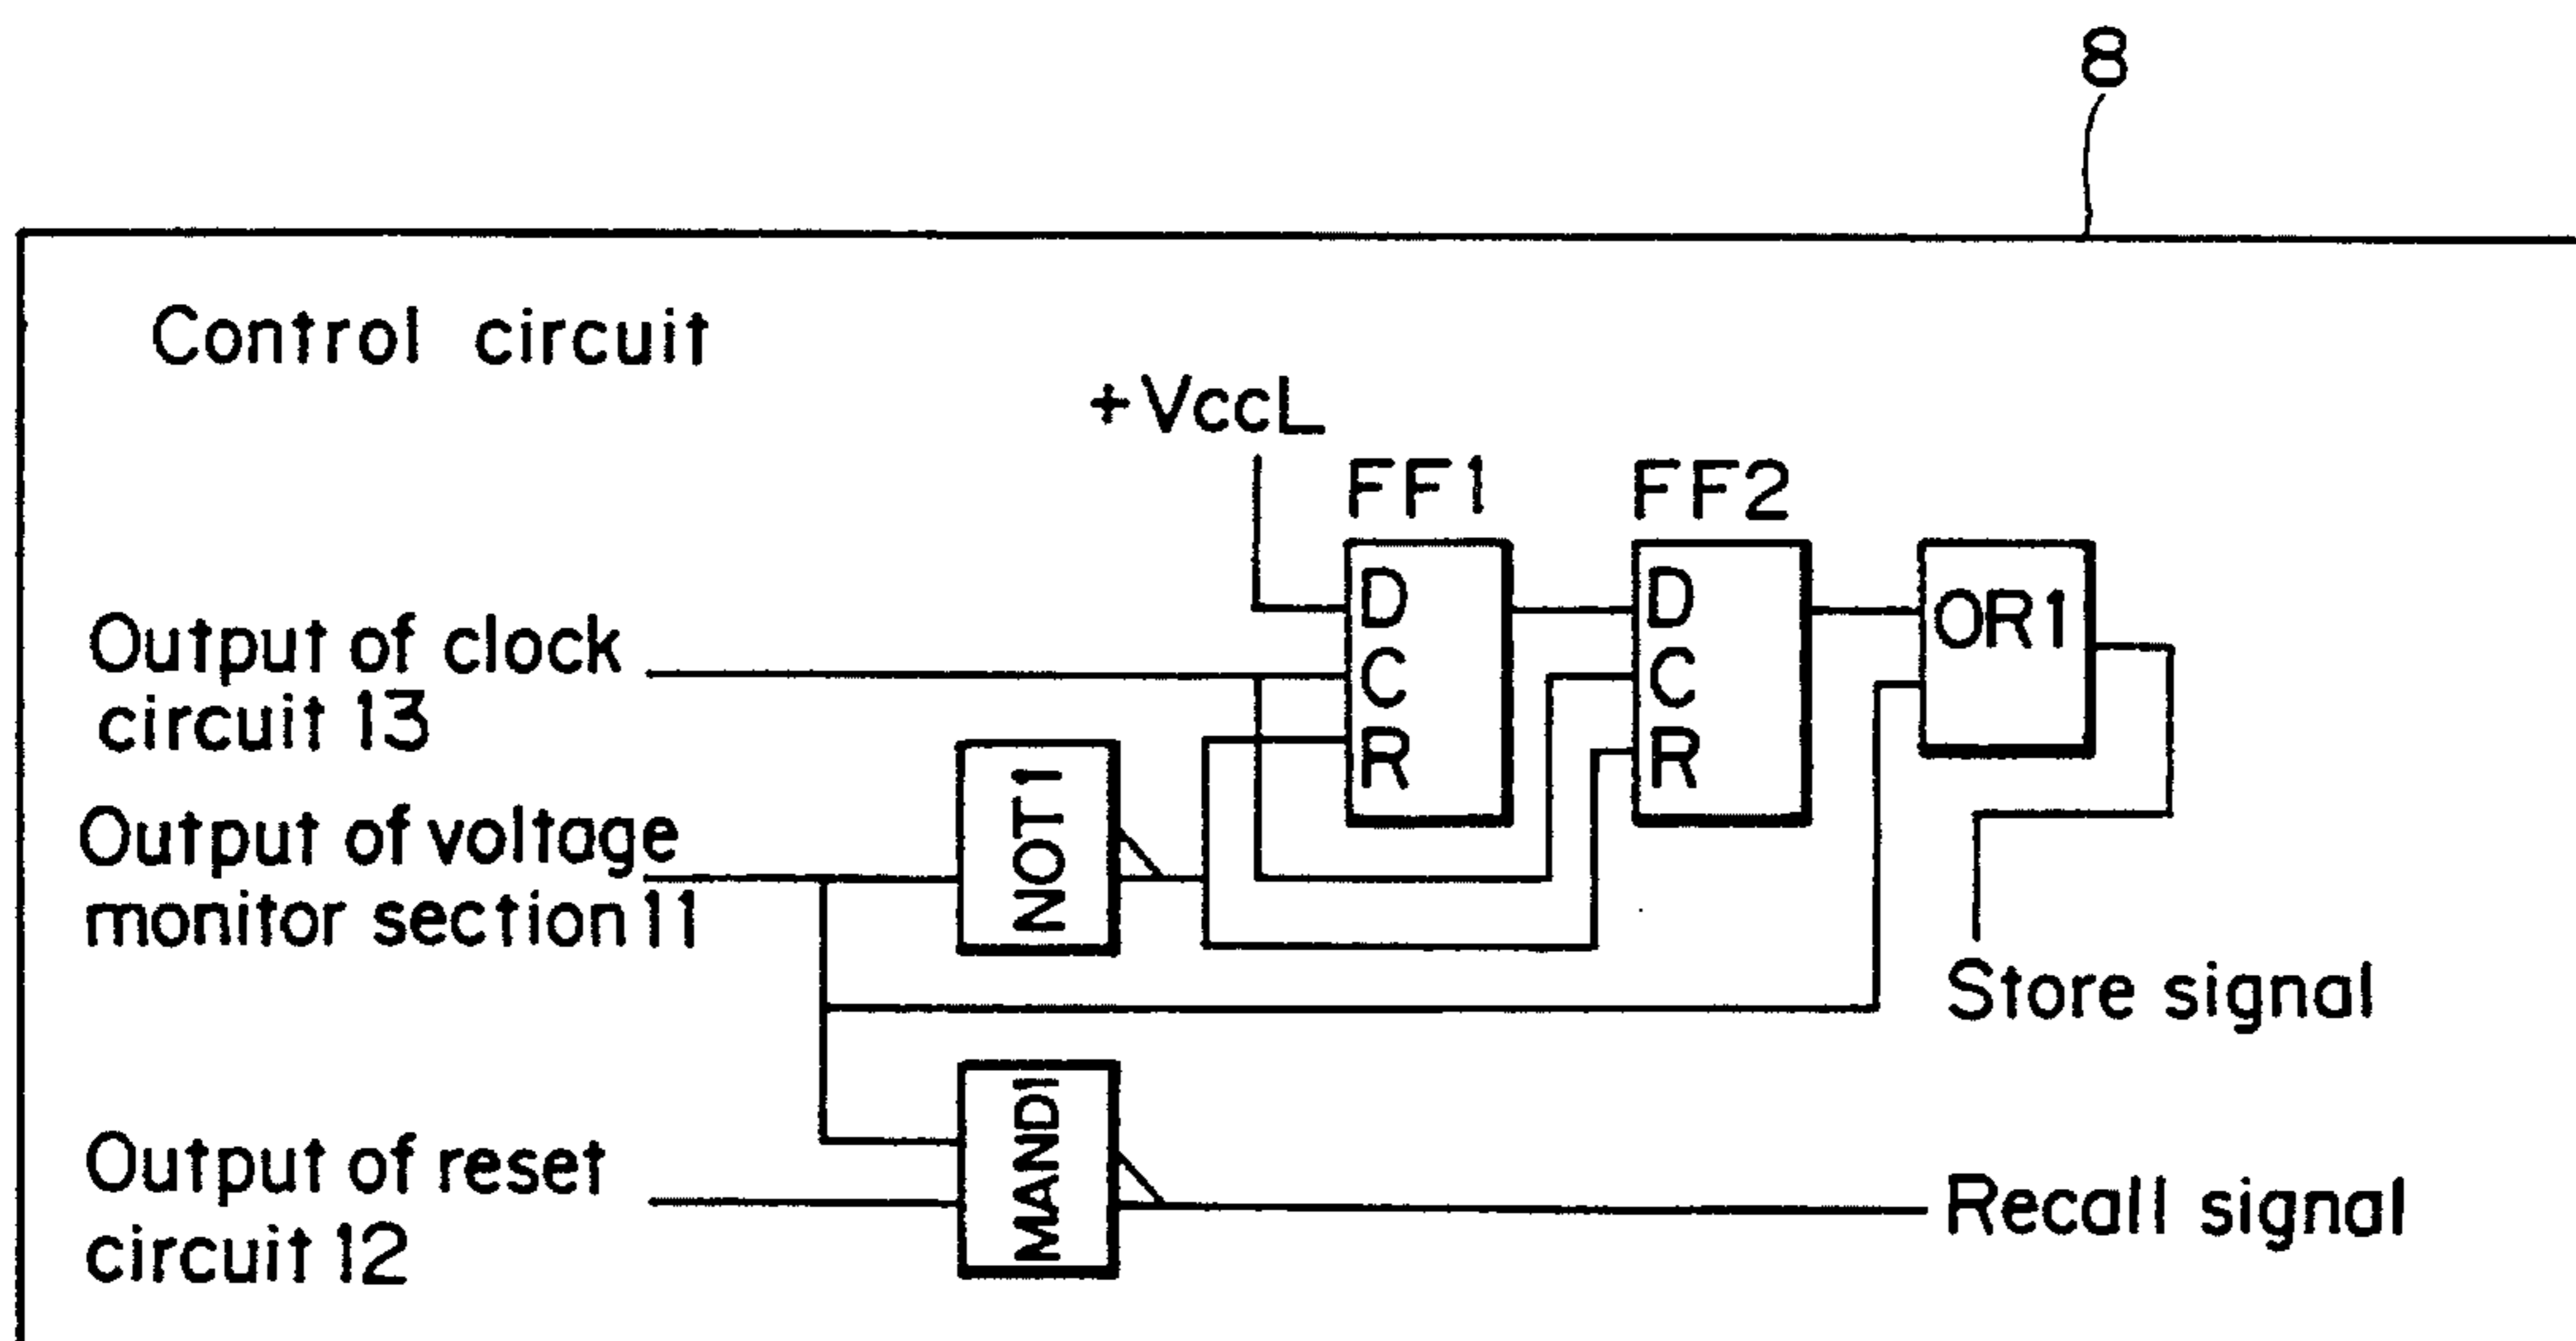 8
Control circuit
+VccL
FF1
FF2
D
C
R
D
C
R
OR1
Output of clock
circuit 13
NOT1
Output of voltage
monitor section 11
Store signal
MAND1
Output of reset
circuit 12
Recall signal